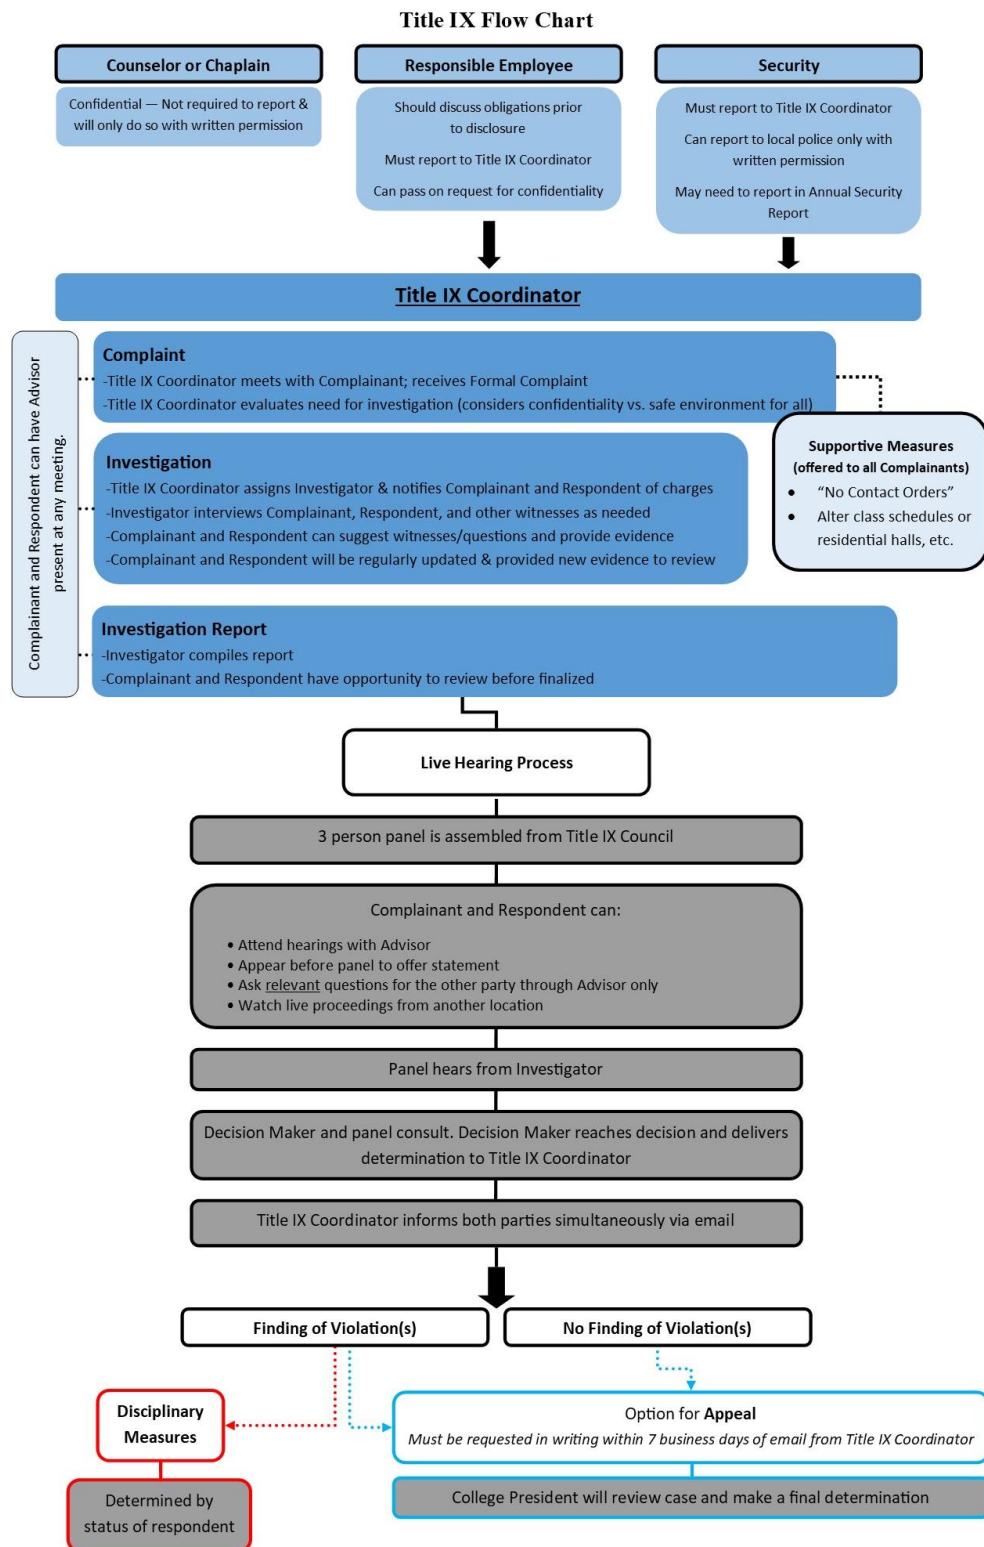 Title IX Flow Chart
Counselor or Chaplain
Confidential — Not required to report &
will only do so with written permission
Responsible Employee
Should discuss obligations prior
to disclosure
Must report to Title IX Coordinator
Can pass on request for confidentiality
Security
Must report to Title IX Coordinator
Can report to local police only with
written permission
May need to report in Annual Security
Report
Title IX Coordinator
Complainant and Respondent can have Advisor
present at any meeting.
Complaint
-Title IX Coordinator meets with Complainant; receives Formal Complaint
-Title IX Coordinator evaluates need for investigation (considers confidentiality vs. safe environment for all)
Supportive Measures
(offered to all Complainants)
• “No Contact Orders”
• Alter class schedules or
residential halls, etc.
Investigation
-Title IX Coordinator assigns Investigator & notifies Complainant and Respondent of charges
-Investigator interviews Complainant, Respondent, and other witnesses as needed
-Complainant and Respondent can suggest witnesses/questions and provide evidence
-Complainant and Respondent will be regularly updated & provided new evidence to review
Investigation Report
-Investigator compiles report
-Complainant and Respondent have opportunity to review before finalized
Live Hearing Process
3 person panel is assembled from Title IX Council
Complainant and Respondent can:
• Attend hearings with Advisor
• Appear before panel to offer statement
• Ask relevant questions for the other party through Advisor only
• Watch live proceedings from another location
Panel hears from Investigator
Decision Maker and panel consult. Decision Maker reaches decision and delivers
determination to Title IX Coordinator
Title IX Coordinator informs both parties simultaneously via email
Finding of Violation(s)
No Finding of Violation(s)
Disciplinary
Measures
Determined by
status of respondent
Option for Appeal
Must be requested in writing within 7 business days of email from Title IX Coordinator
College President will review case and make a final determination